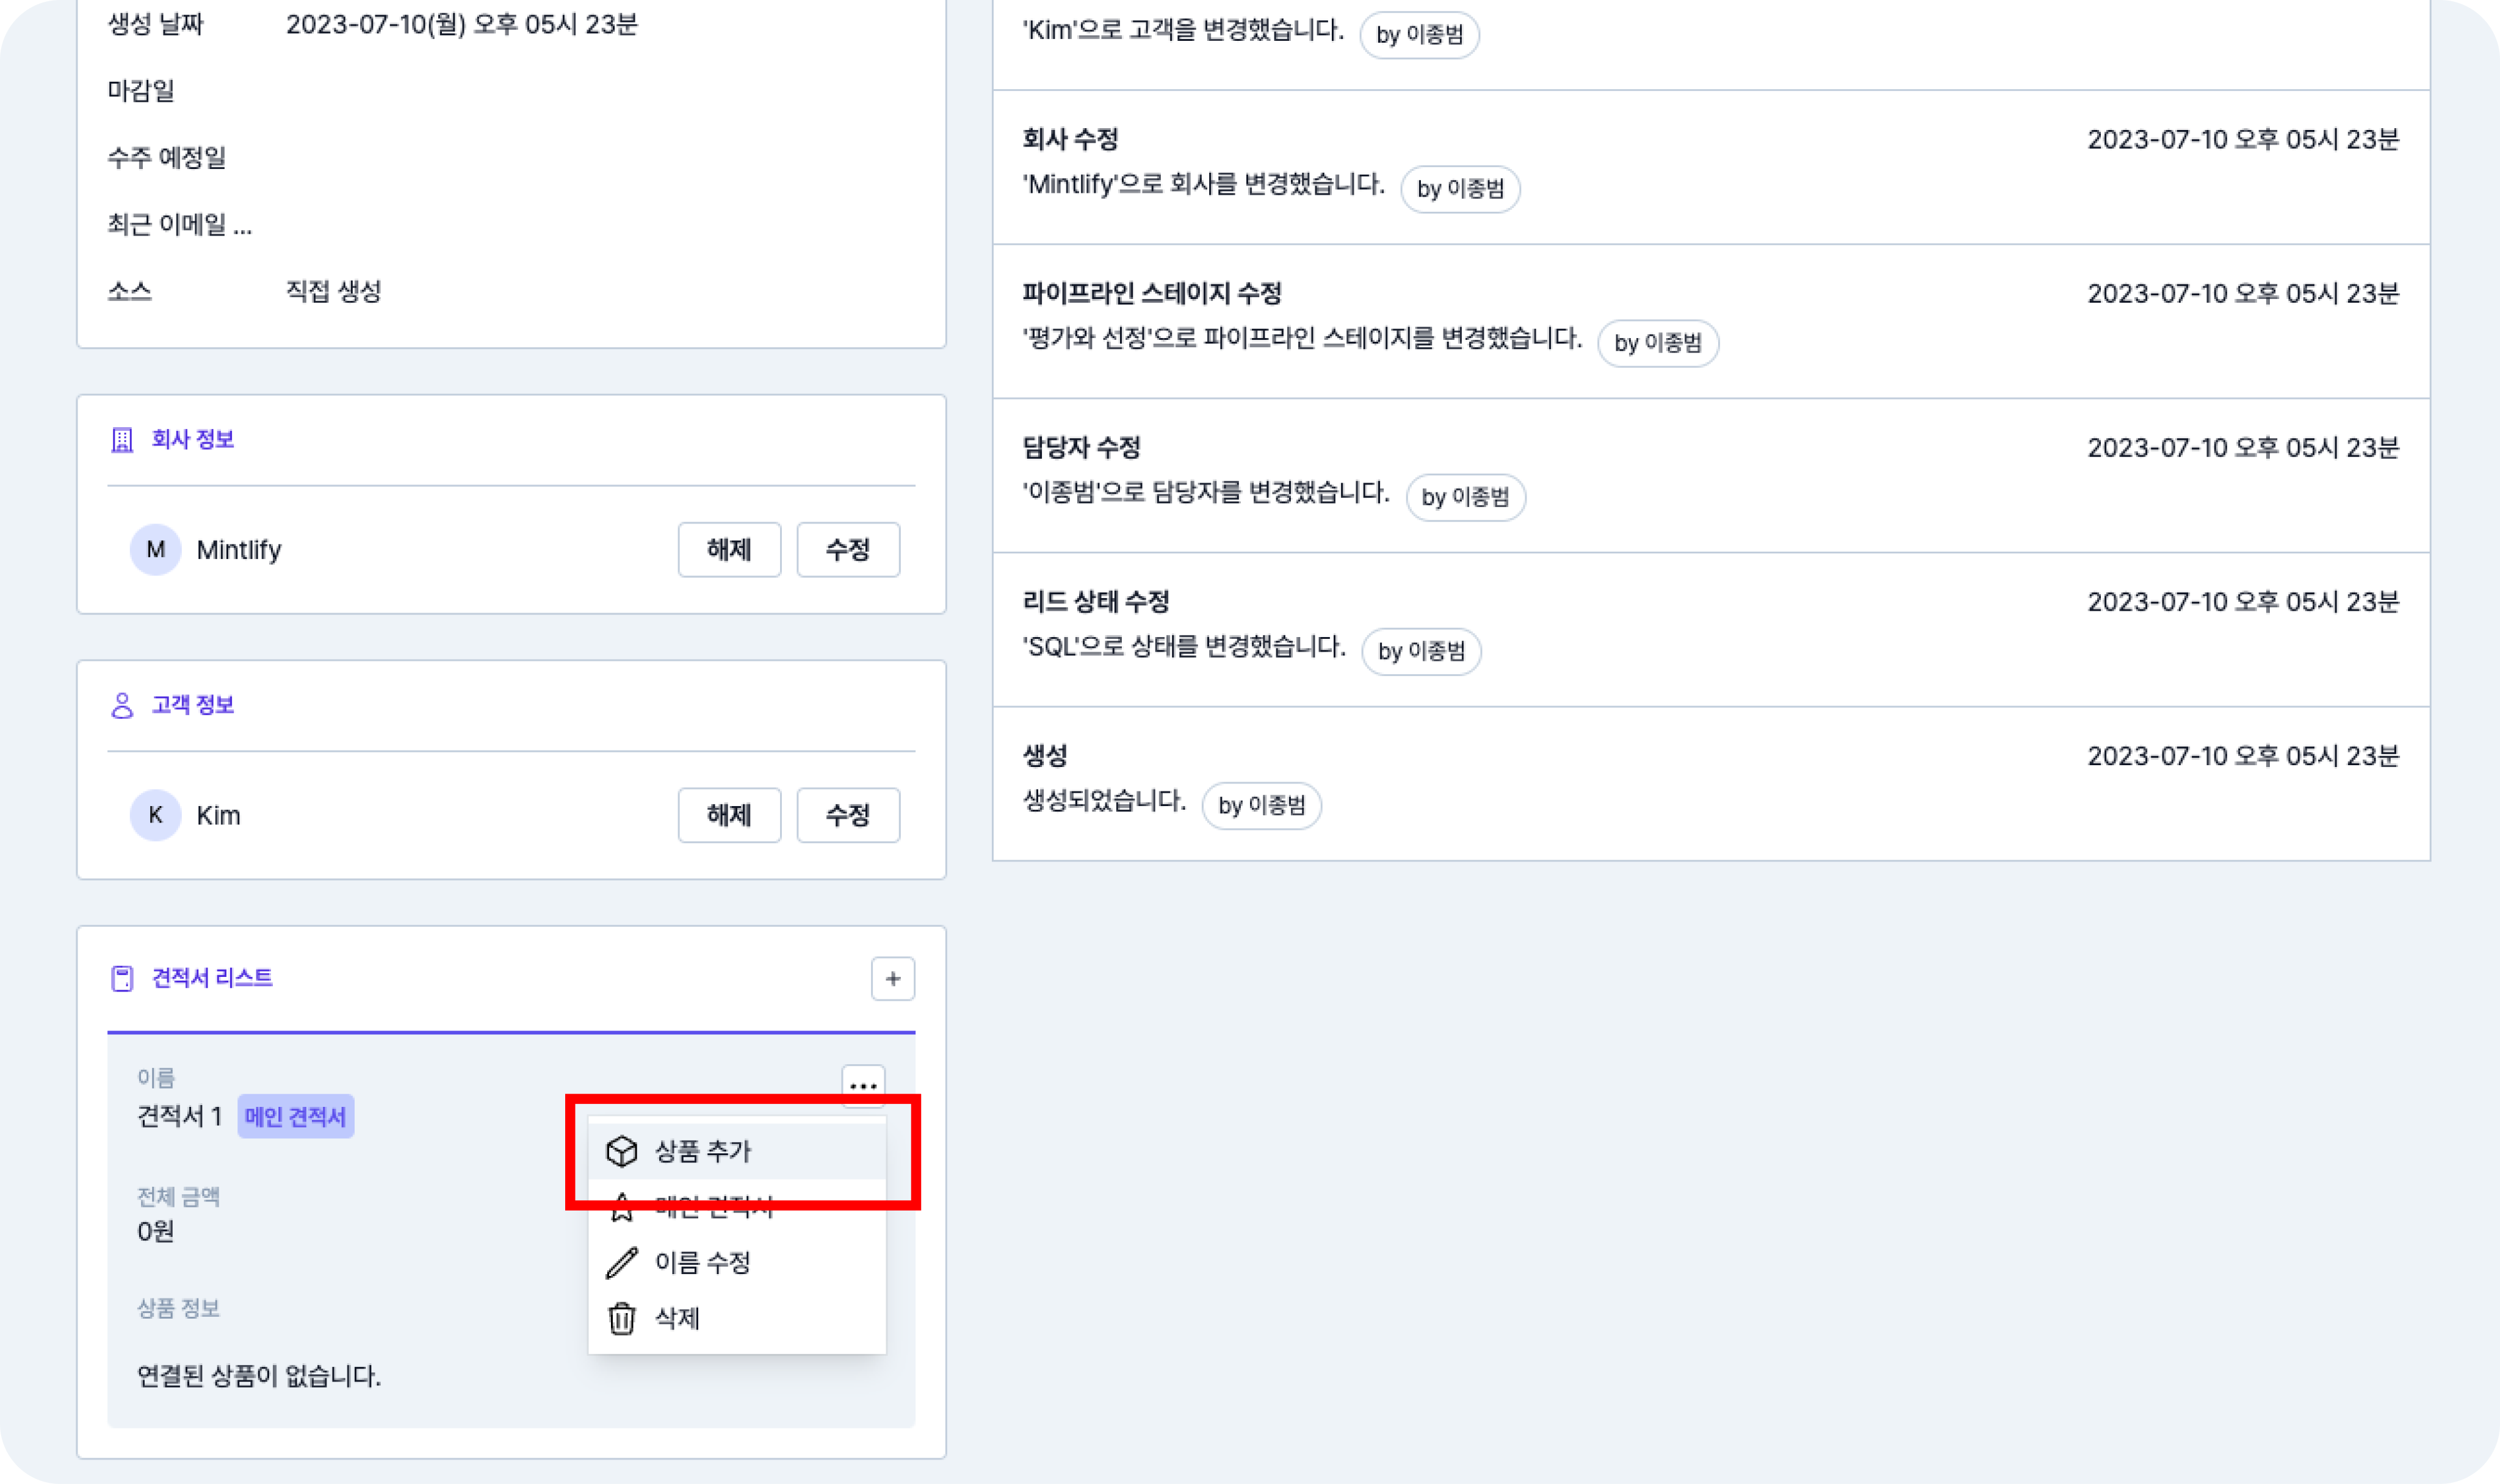 생성 날짜 2023-07-10(월) 오후 05시 23분
마감일
수주 예정일
최근 이메일 ...
소스 직접 생성
회사 정보
M Mintlify 해제 수정
고객 정보
K Kim 해제 수정
견적서 리스트 +
이름
견적서 1 메인 견적서
...
상품 추가
메인 견적서
이름 수정
삭제
전체 금액
0원
상품 정보
연결된 상품이 없습니다.
'Kim'으로 고객을 변경했습니다. by 이종범
회사 수정 2023-07-10 오후 05시 23분
'Mintlify'으로 회사를 변경했습니다. by 이종범
파이프라인 스테이지 수정 2023-07-10 오후 05시 23분
'평가와 선정'으로 파이프라인 스테이지를 변경했습니다. by 이종범
담당자 수정 2023-07-10 오후 05시 23분
'이종범'으로 담당자를 변경했습니다. by 이종범
리드 상태 수정 2023-07-10 오후 05시 23분
'SQL'으로 상태를 변경했습니다. by 이종범
생성 2023-07-10 오후 05시 23분
생성되었습니다. by 이종범